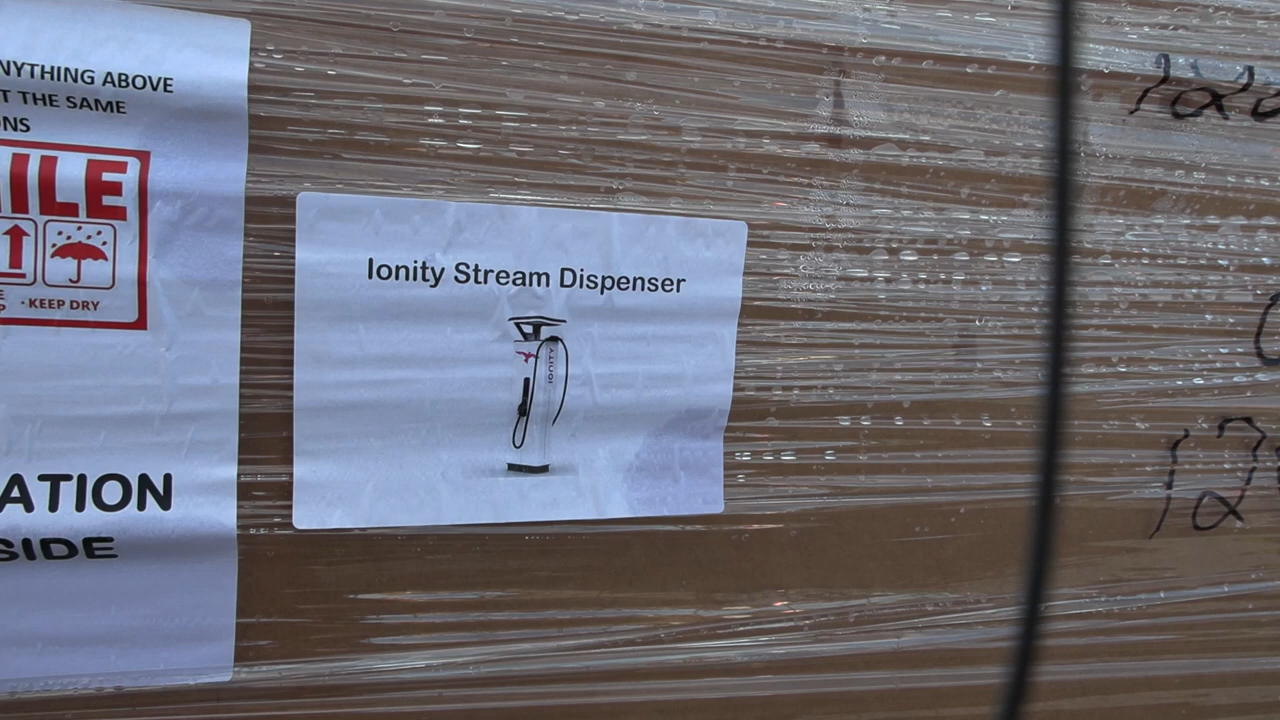 NYTHING ABOVE
T THE SAME
ONS
ILE
· KEEP DRY
ATION
SIDE
Ionity Stream Dispenser
IONITY